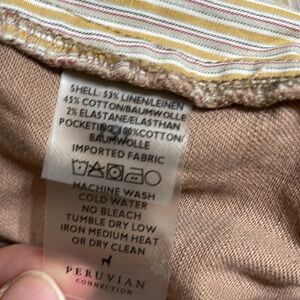 SHELL: 53% LINEN/LEINEN
45% COTTON/BAUMWOLLE
2% ELASTANE/ELASTHAN
POCKETING: 100% COTTON/
BAUMWOLLE
IMPORTED FABRIC
MACHINE WASH
COLD WATER
NO BLEACH
TUMBLE DRY LOW
IRON MEDIUM HEAT
OR DRY CLEAN
PERUVIAN
CONNECTION